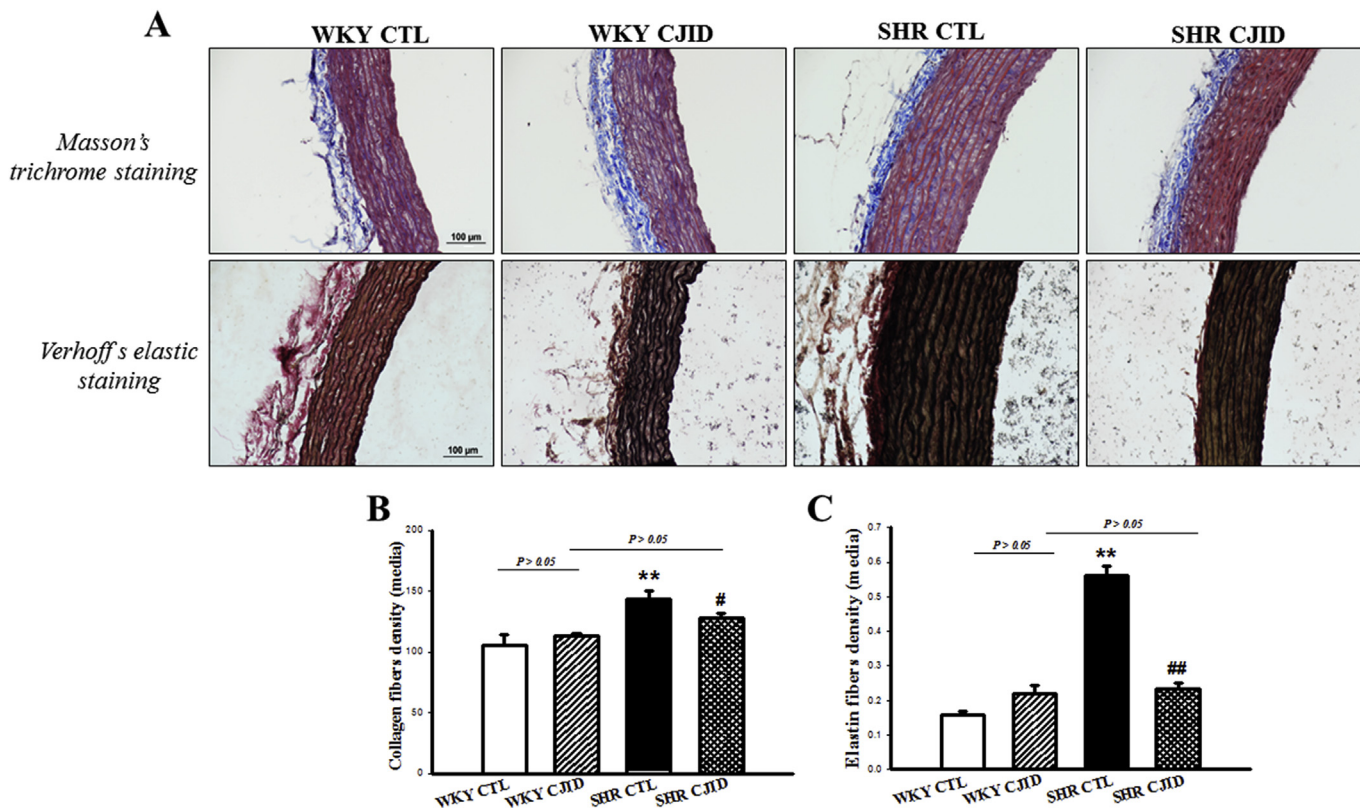 A
WKY CTL
WKY CJID
SHR CTL
SHR CJID
Masson's
trichrome staining
100 µm
Verhoff s elastic
staining
100 µm
B
Collagen fibers density (media)
200
150
100
50
0
P > 0.05
P > 0.05
**
#
WKY CTL
WKY CJID
SHR CTL
SHR CJID
C
Elastin fibers density (media)
0.7
0.6
0.5
0.4
0.3
0.2
0.1
0.0
P > 0.05
P > 0.05
**
##
WKY CTL
WKY CJID
SHR CTL
SHR CJID